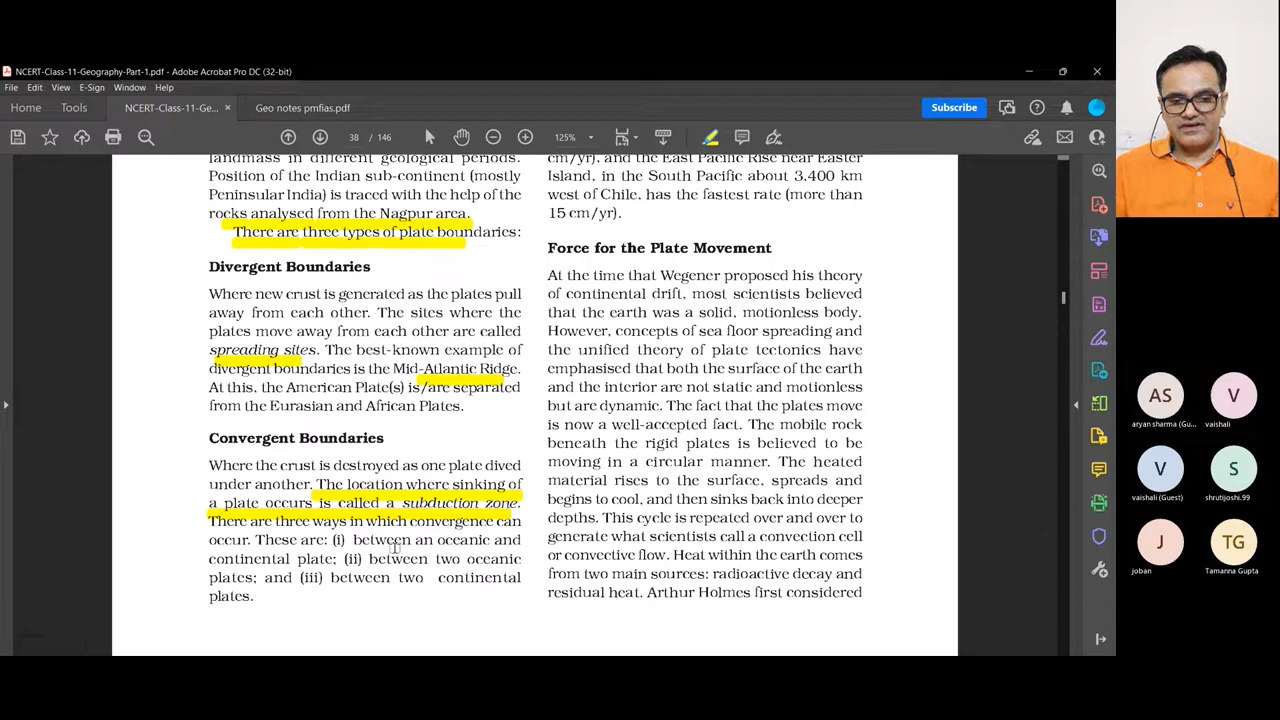 NCERT-Class-11-Geography-Part-1.pdf - Adobe Acrobat Pro DC (32-bit)
File Edit View E-Sign Window Help
Home Tools NCERT-Class-11-Ge... × Geo notes pmfias.pdf Subscribe
38 / 146 125%
landmass in different geological periods.
Position of the Indian sub-continent (mostly
Peninsular India) is traced with the help of the
rocks analysed from the Nagpur area.
There are three types of plate boundaries:
Divergent Boundaries
Where new crust is generated as the plates pull
away from each other. The sites where the
plates move away from each other are called
spreading sites. The best-known example of
divergent boundaries is the Mid-Atlantic Ridge.
At this, the American Plate(s) is/are separated
from the Eurasian and African Plates.
Convergent Boundaries
Where the crust is destroyed as one plate dived
under another. The location where sinking of
a plate occurs is called a subduction zone.
There are three ways in which convergence can
occur. These are: (i) between an oceanic and
continental plate; (ii) between two oceanic
plates; and (iii) between two continental
plates.
cm/yr), and the East Pacific Rise near Easter
Island, in the South Pacific about 3,400 km
west of Chile, has the fastest rate (more than
15 cm/yr).
Force for the Plate Movement
At the time that Wegener proposed his theory
of continental drift, most scientists believed
that the earth was a solid, motionless body.
However, concepts of sea floor spreading and
the unified theory of plate tectonics have
emphasised that both the surface of the earth
and the interior are not static and motionless
but are dynamic. The fact that the plates move
is now a well-accepted fact. The mobile rock
beneath the rigid plates is believed to be
moving in a circular manner. The heated
material rises to the surface, spreads and
begins to cool, and then sinks back into deeper
depths. This cycle is repeated over and over to
generate what scientists call a convection cell
or convective flow. Heat within the earth comes
from two main sources: radioactive decay and
residual heat. Arthur Holmes first considered
AS V
aryan sharma (Gu... vaishali
V S
vaishali (Guest) shrutijoshi.99
J TG
joban Tamanna Gupta